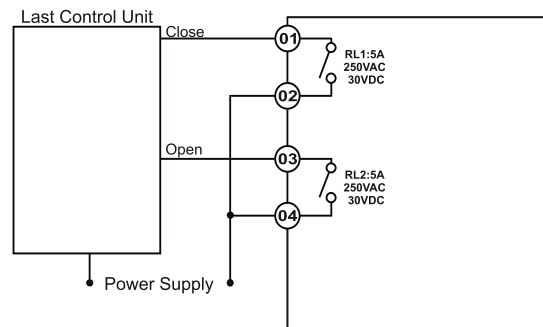 Last Control Unit
Close
01
RL1:5A
250VAC
30VDC
02
Open
03
RL2:5A
250VAC
30VDC
04
Power Supply